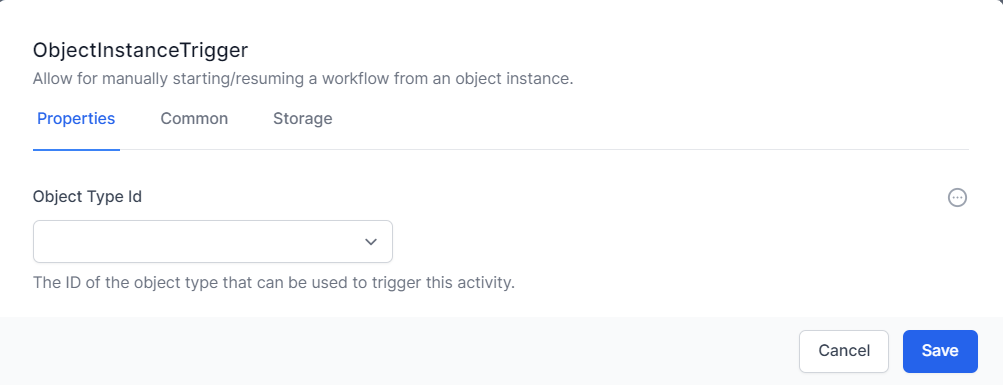 ObjectInstanceTrigger
Allow for manually starting/resuming a workflow from an object instance.
Properties Common Storage
Object Type Id
The ID of the object type that can be used to trigger this activity.
Cancel Save